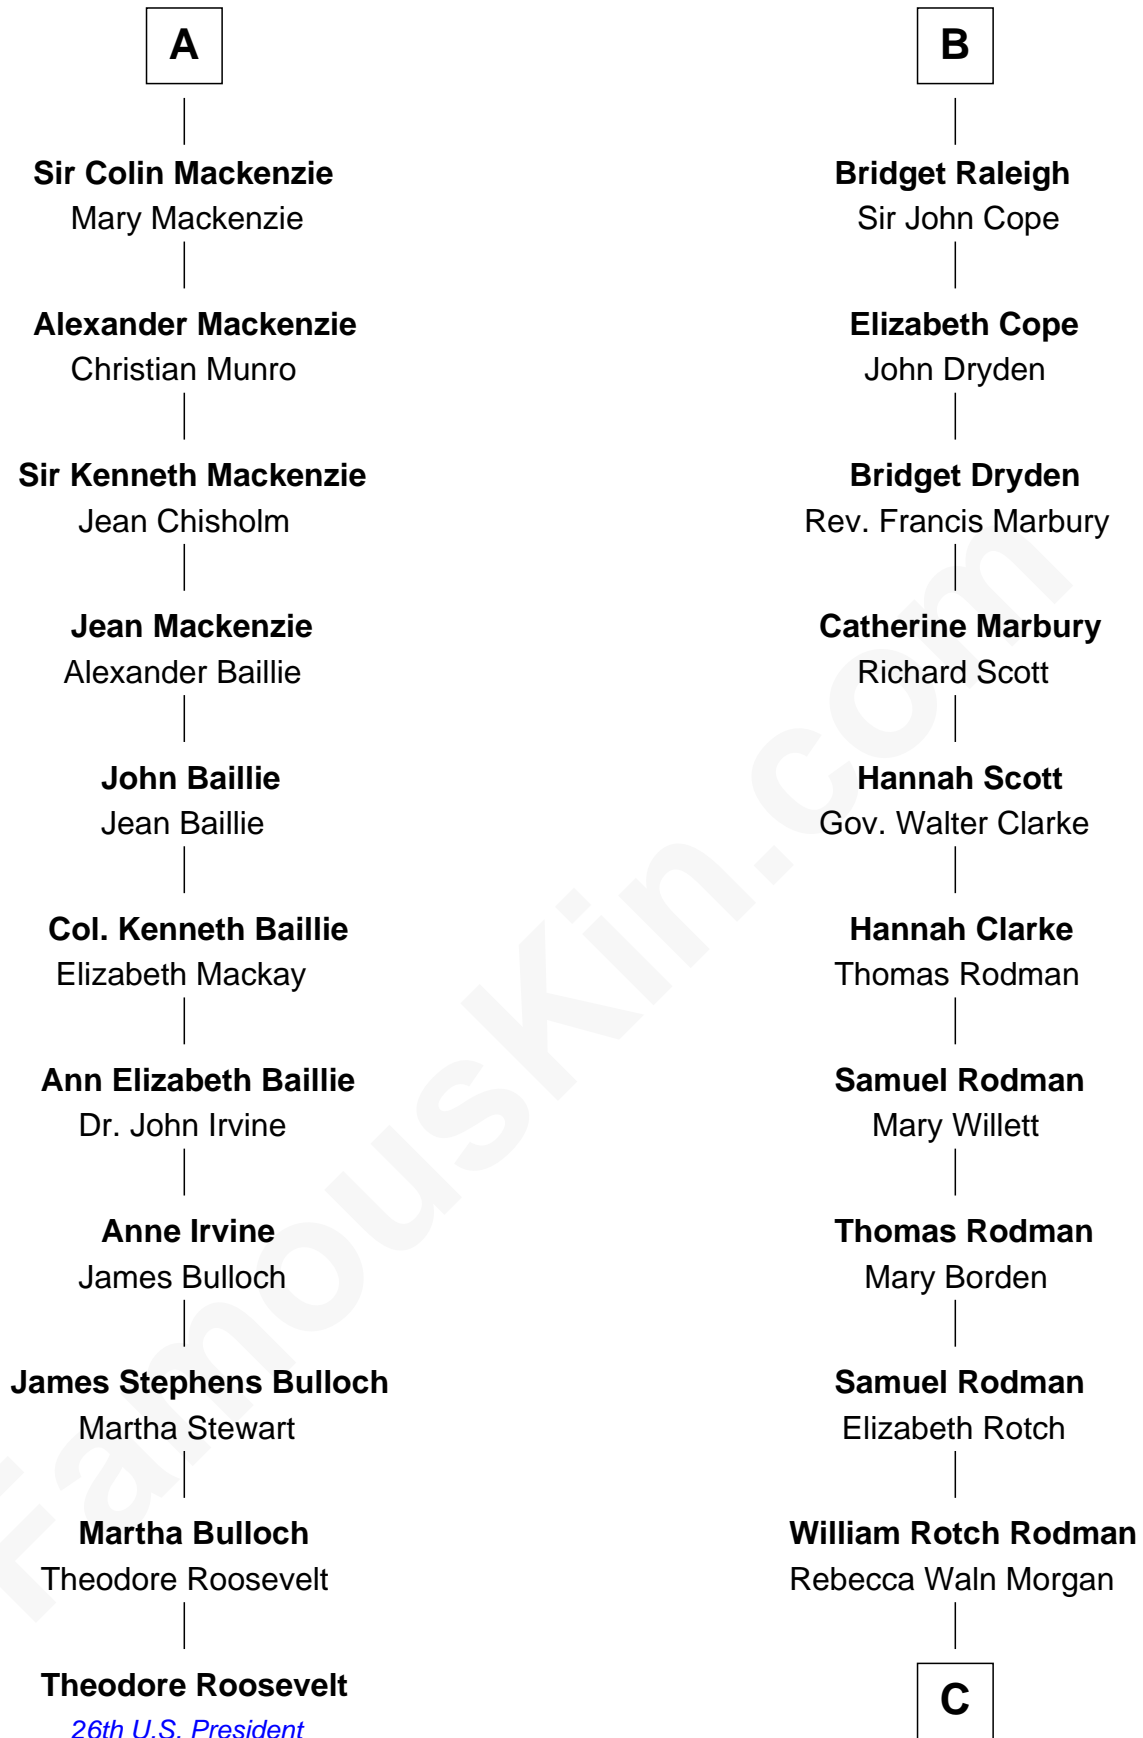 A
Sir Colin Mackenzie
Mary Mackenzie
Alexander Mackenzie
Christian Munro
Sir Kenneth Mackenzie
Jean Chisholm
Jean Mackenzie
Alexander Baillie
John Baillie
Jean Baillie
Col. Kenneth Baillie
Elizabeth Mackay
Ann Elizabeth Baillie
Dr. John Irvine
Anne Irvine
James Bulloch
James Stephens Bulloch
Martha Stewart
Martha Bulloch
Theodore Roosevelt
Theodore Roosevelt
26th U.S. President
B
Bridget Raleigh
Sir John Cope
Elizabeth Cope
John Dryden
Bridget Dryden
Rev. Francis Marbury
Catherine Marbury
Richard Scott
Hannah Scott
Gov. Walter Clarke
Hannah Clarke
Thomas Rodman
Samuel Rodman
Mary Willett
Thomas Rodman
Mary Borden
Samuel Rodman
Elizabeth Rotch
William Rotch Rodman
Rebecca Waln Morgan
C
FamousKin.com